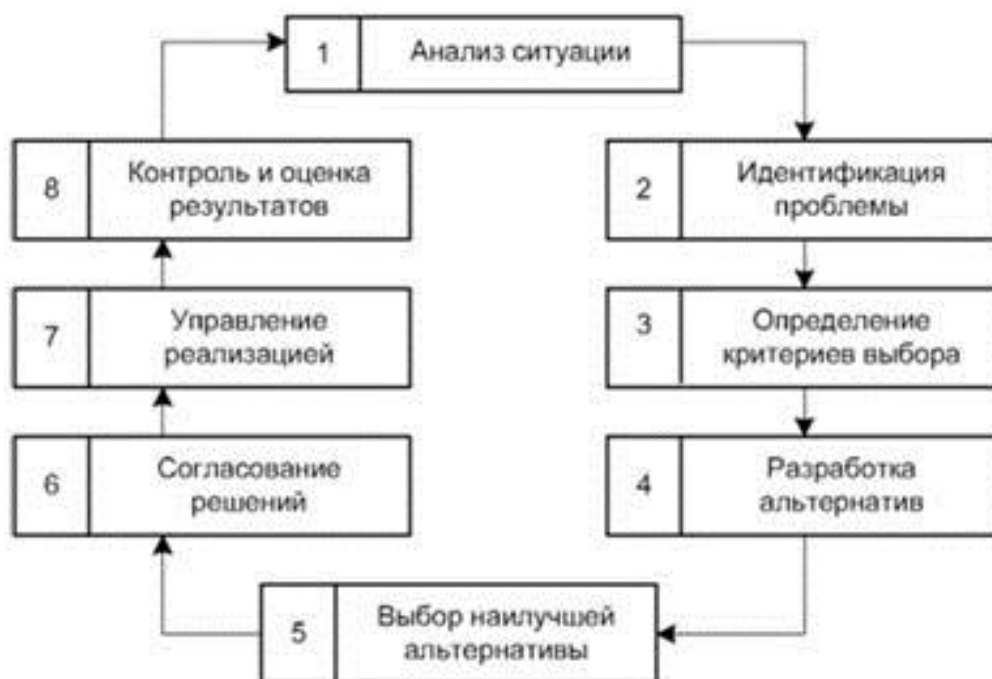 1 Анализ ситуации
2 Идентификация
проблемы
3 Определение
критериев выбора
4 Разработка
альтернатив
5 Выбор наилучшей
альтернативы
6 Согласование
решений
7 Управление
реализацией
8 Контроль и оценка
результатов